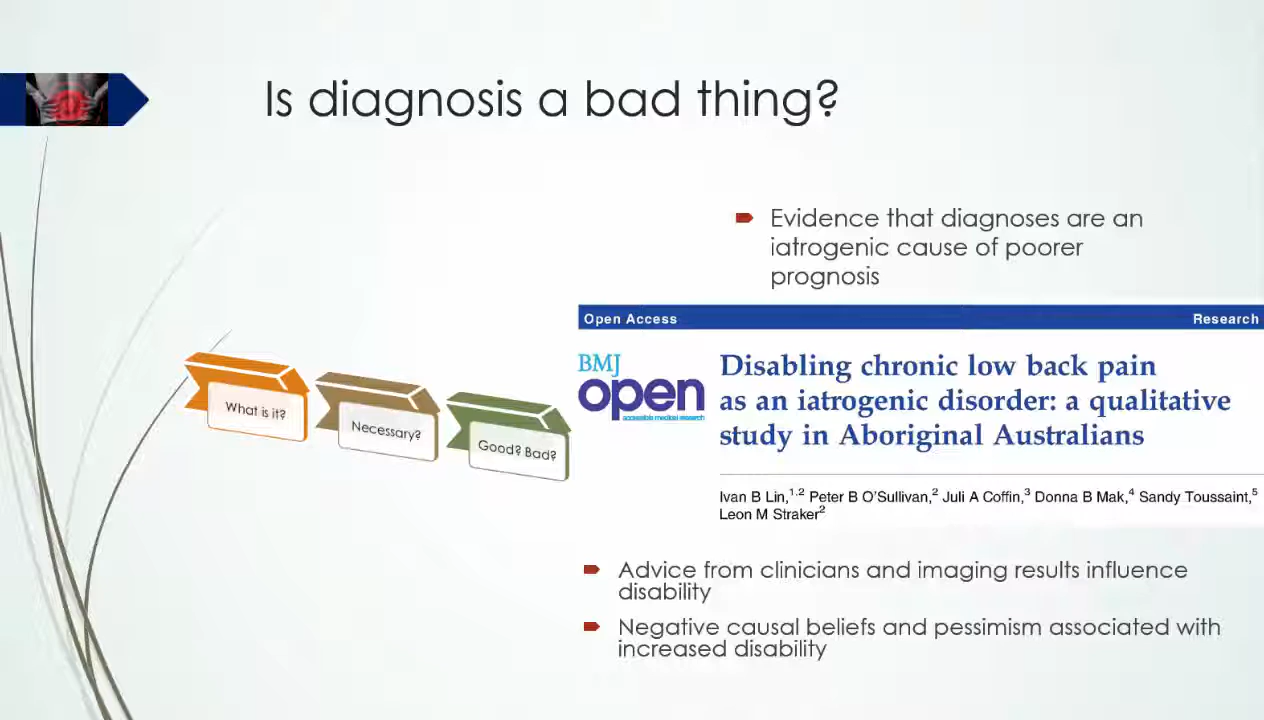 Is diagnosis a bad thing?
Evidence that diagnoses are an
iatrogenic cause of poorer
prognosis
What is it?
Necessary?
Good? Bad?
Open Access
Research
BMJ
open
accessible medical research
Disabling chronic low back pain
as an iatrogenic disorder: a qualitative
study in Aboriginal Australians
Ivan B Lin,1,2 Peter B O'Sullivan,2 Juli A Coffin,3 Donna B Mak,4 Sandy Toussaint,5
Leon M Straker2
Advice from clinicians and imaging results influence
disability
Negative causal beliefs and pessimism associated with
increased disability